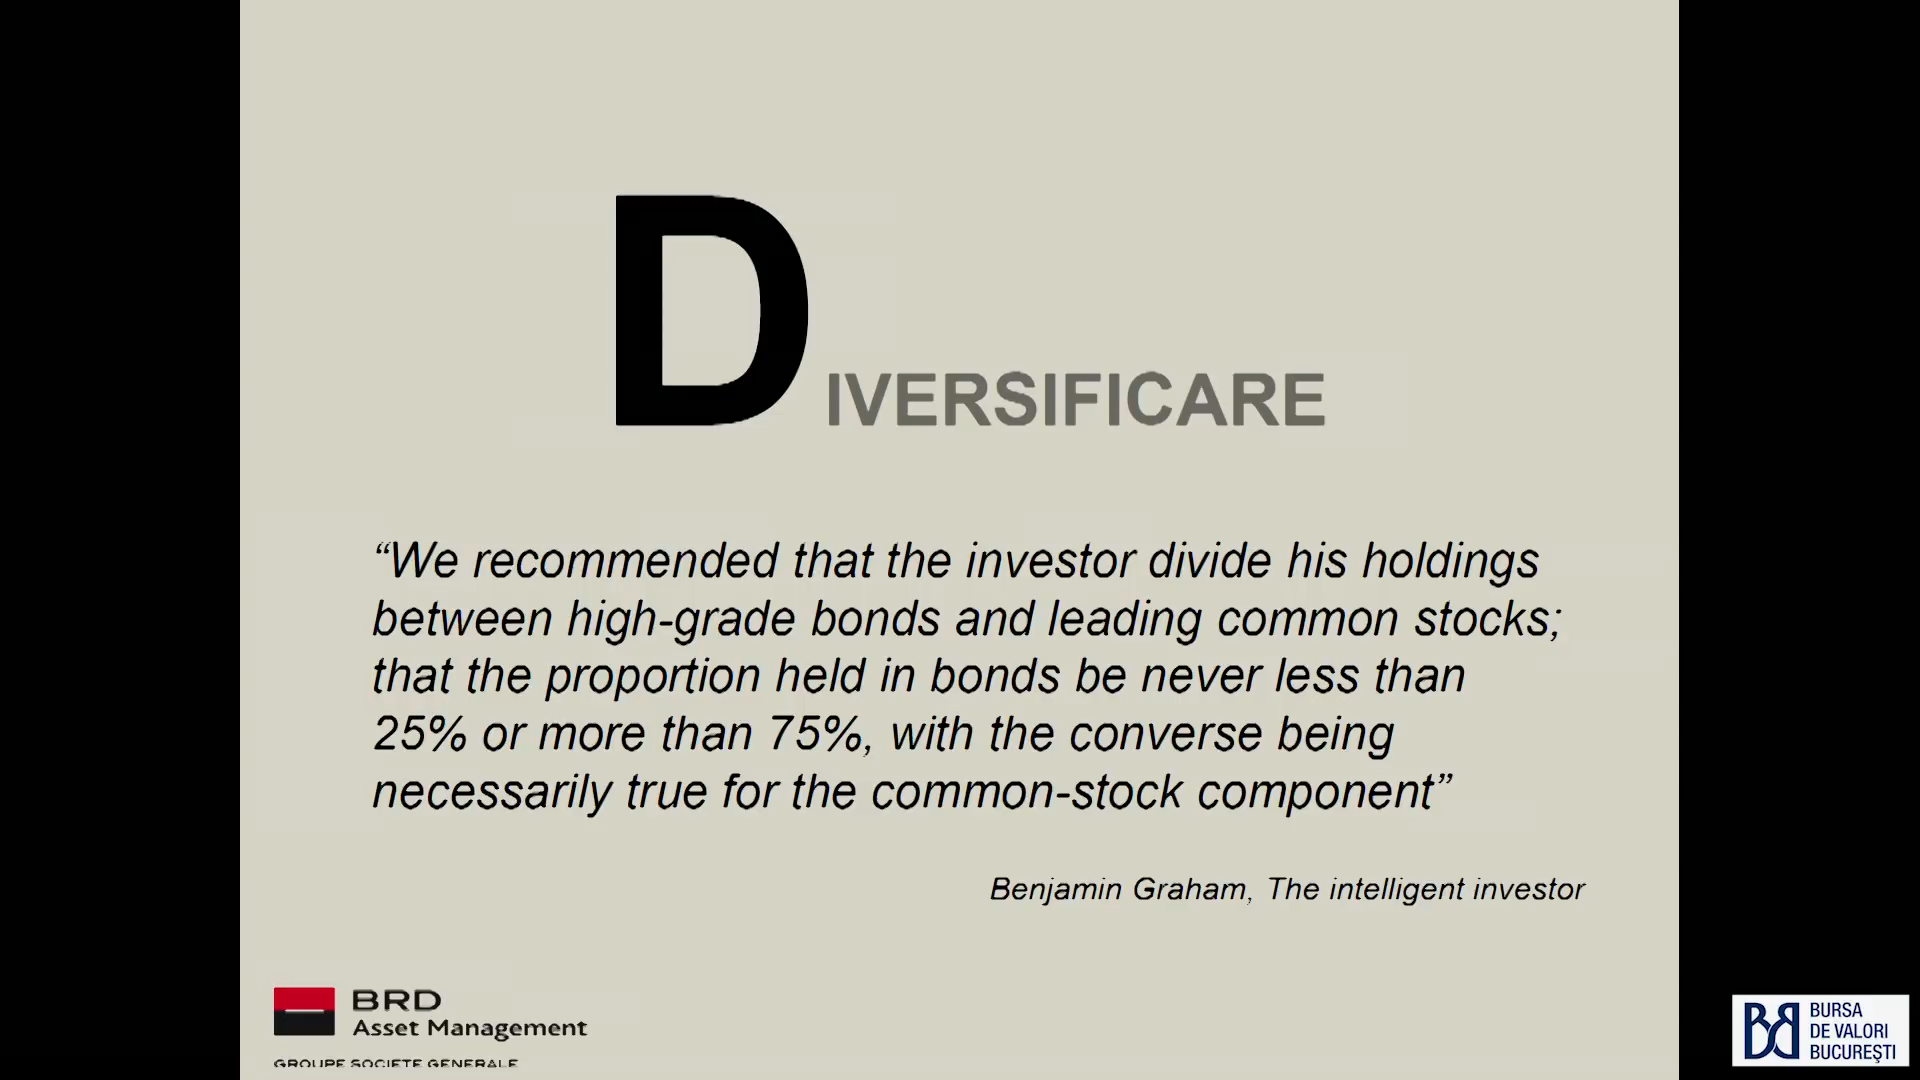 DIVERSIFICARE
“We recommended that the investor divide his holdings
between high-grade bonds and leading common stocks;
that the proportion held in bonds be never less than
25% or more than 75%, with the converse being
necessarily true for the common-stock component”
Benjamin Graham, The intelligent investor
BRD
Asset Management
GROUPE SOCIETE GENERALE
BURSA
DE VALORI
BUCUREŞTI